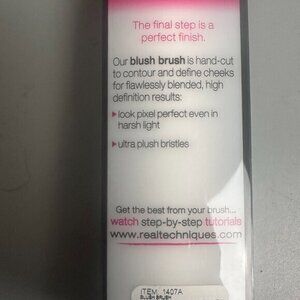 The final step is a
perfect finish.
Our blush brush is hand-cut
to contour and define cheeks
for flawlessly blended, high
definition results:
▸look pixel perfect even in
harsh light
▸ultra plush bristles
Get the best from your brush...
watch step-by-step tutorials
www.realtechniques.com
ITEM 1407A
BLUSH BRUSH